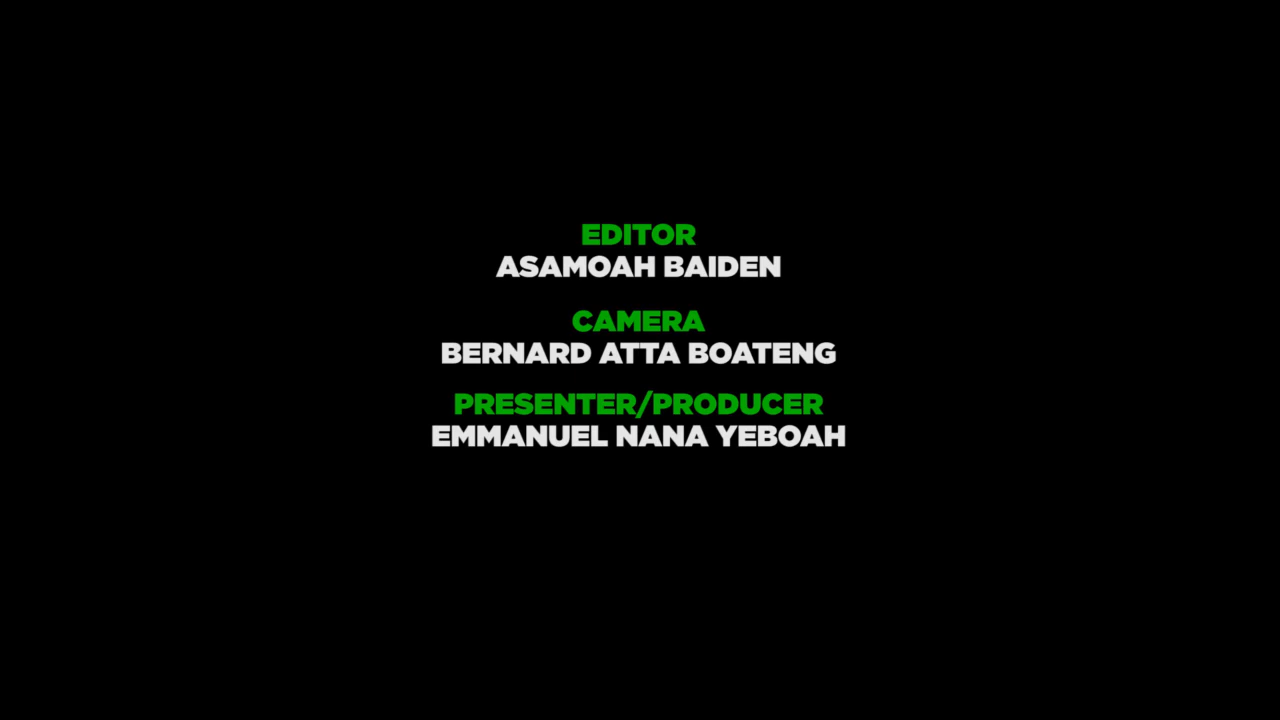 EDITOR
ASAMOAH BAIDEN
CAMERA
BERNARD ATTA BOATENG
PRESENTER/PRODUCER
EMMANUEL NANA YEBOAH